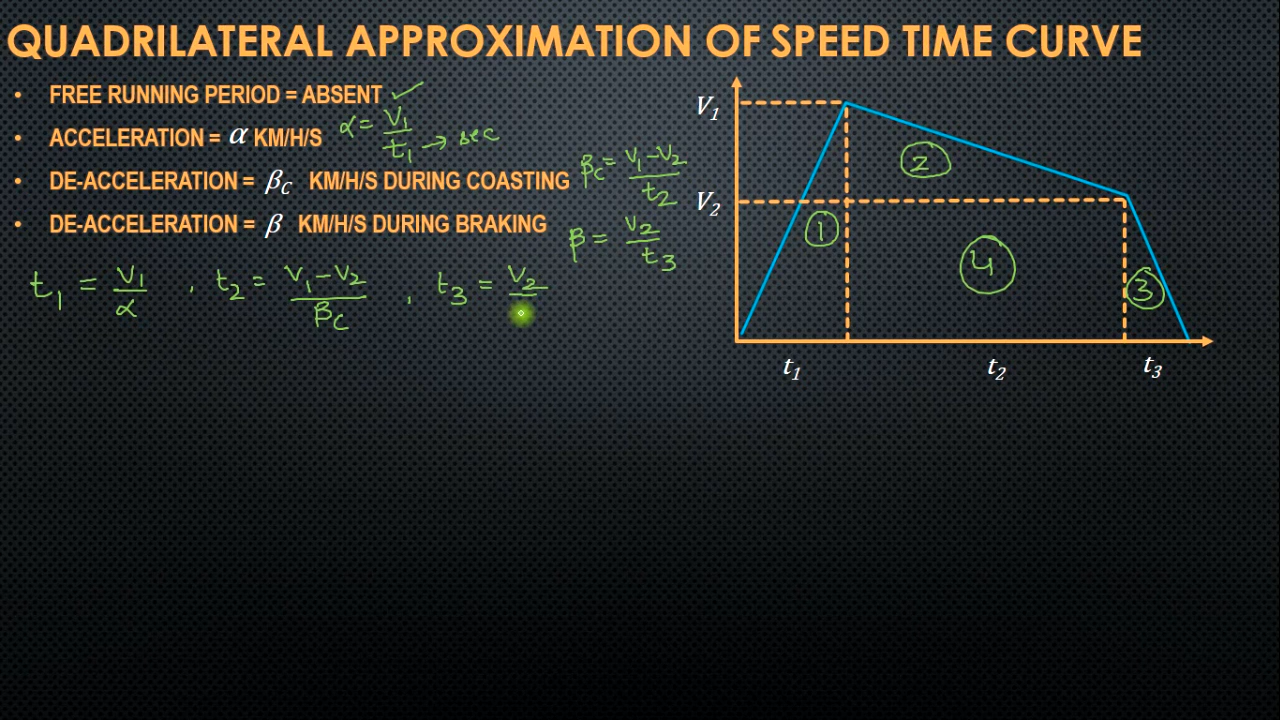 QUADRILATERAL APPROXIMATION OF SPEED TIME CURVE
• FREE RUNNING PERIOD = ABSENT ✓
• ACCELERATION = α KM/H/S α = V1/t1 → sec
• DE-ACCELERATION = βC KM/H/S DURING COASTING βC = V1-V2/t2
• DE-ACCELERATION = β KM/H/S DURING BRAKING β = V2/t3
t1 = V1/α , t2 = V1-V2/βC , t3 = V2/
V1
V2
1
2
3
4
t1
t2
t3